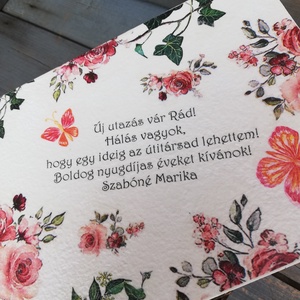 Új utazás vár Rád!
Hálás vagyok,
hogy egy ideig az útitársad lehettem!
Boldog nyugdíjas éveket kívánok!
Szabóné Marika